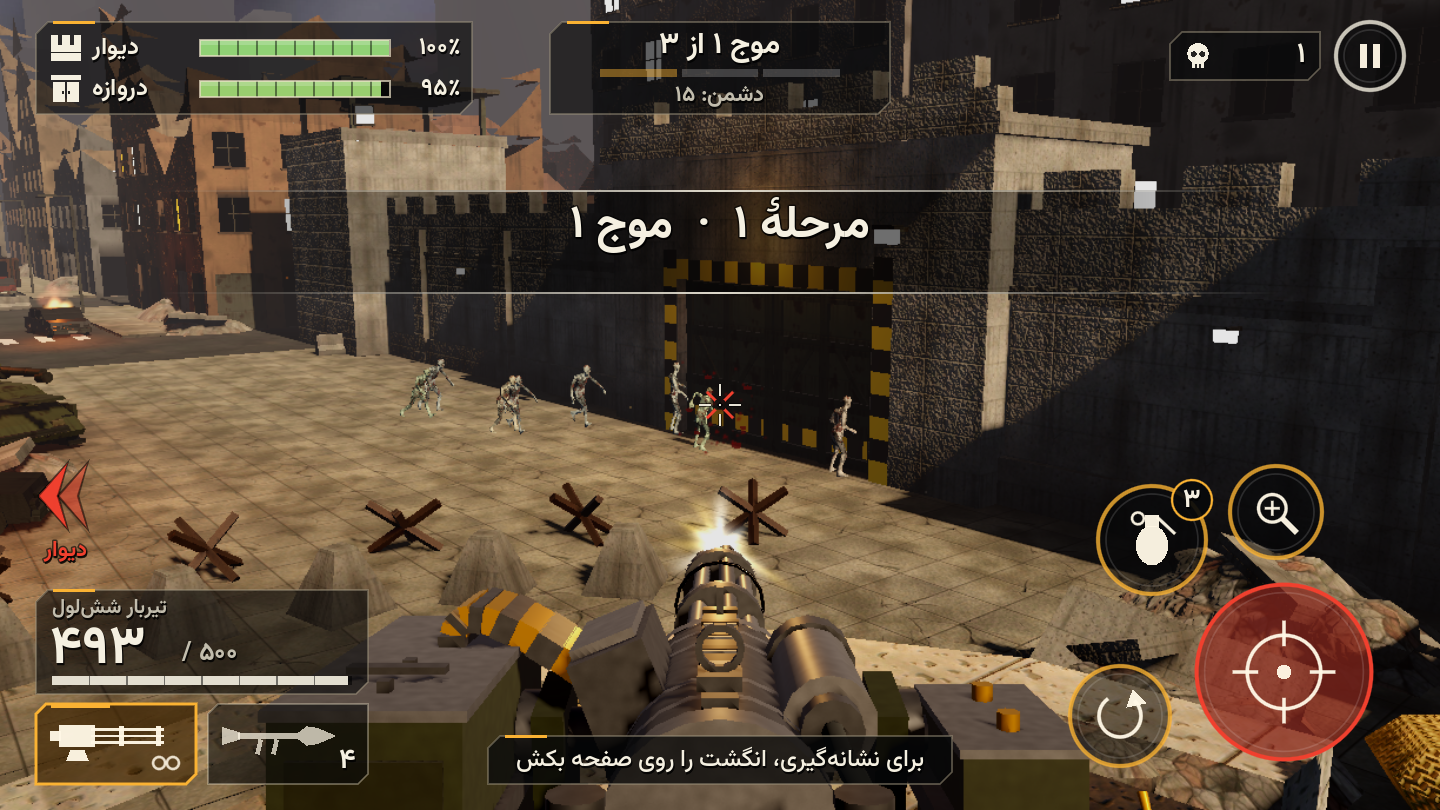 دیوار ۱۰۰٪
دروازه ۹۵٪
موج ۱ از ۳
دشمن: ۱۵
۱
مرحلهٔ ۱ · موج ۱
دیوار
۳
تیربار شش‌لول
۴۹۳ / ۵۰۰
∞
۴
برای نشانه‌گیری، انگشت را روی صفحه بکش